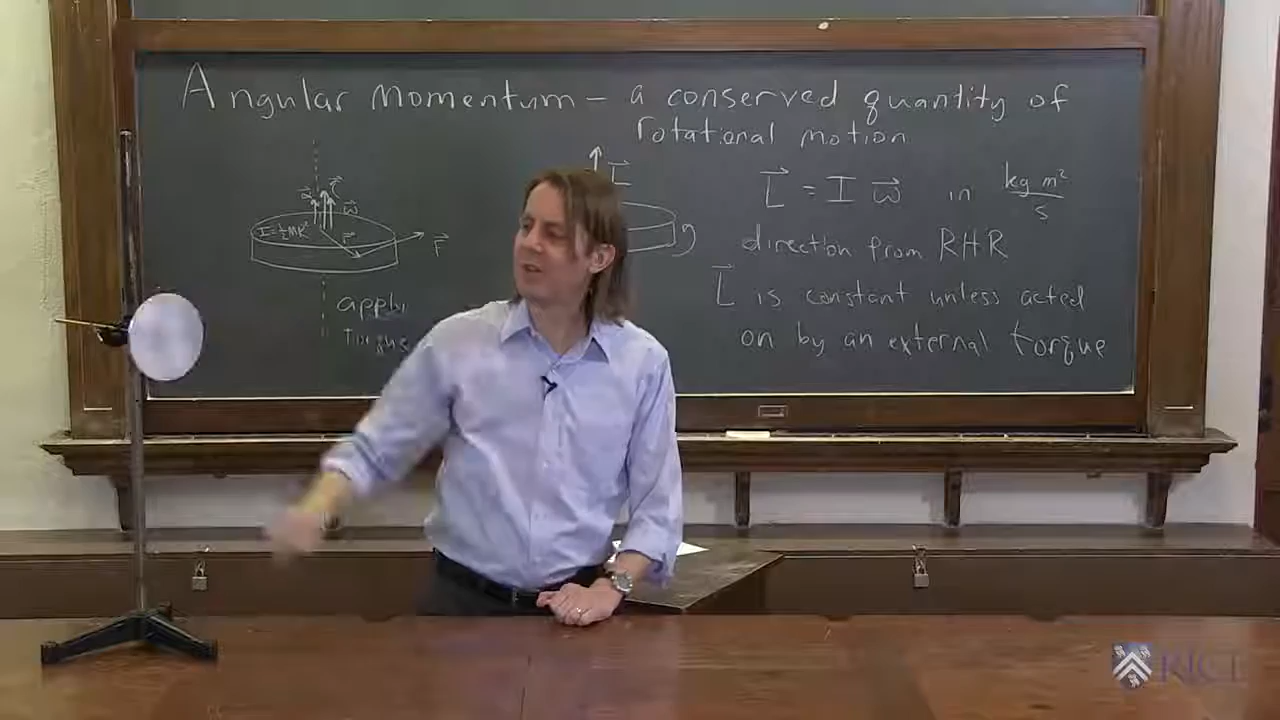 Angular Momentum – a conserved quantity of
rotational motion
L⃗
L⃗ = I ω⃗ in kg m²/s
α⃗ τ⃗
ω⃗
I = ½MR²
r⃗
F⃗
direction from RHR
L⃗ is constant unless acted
on by an external torque
apply
torque
RICE